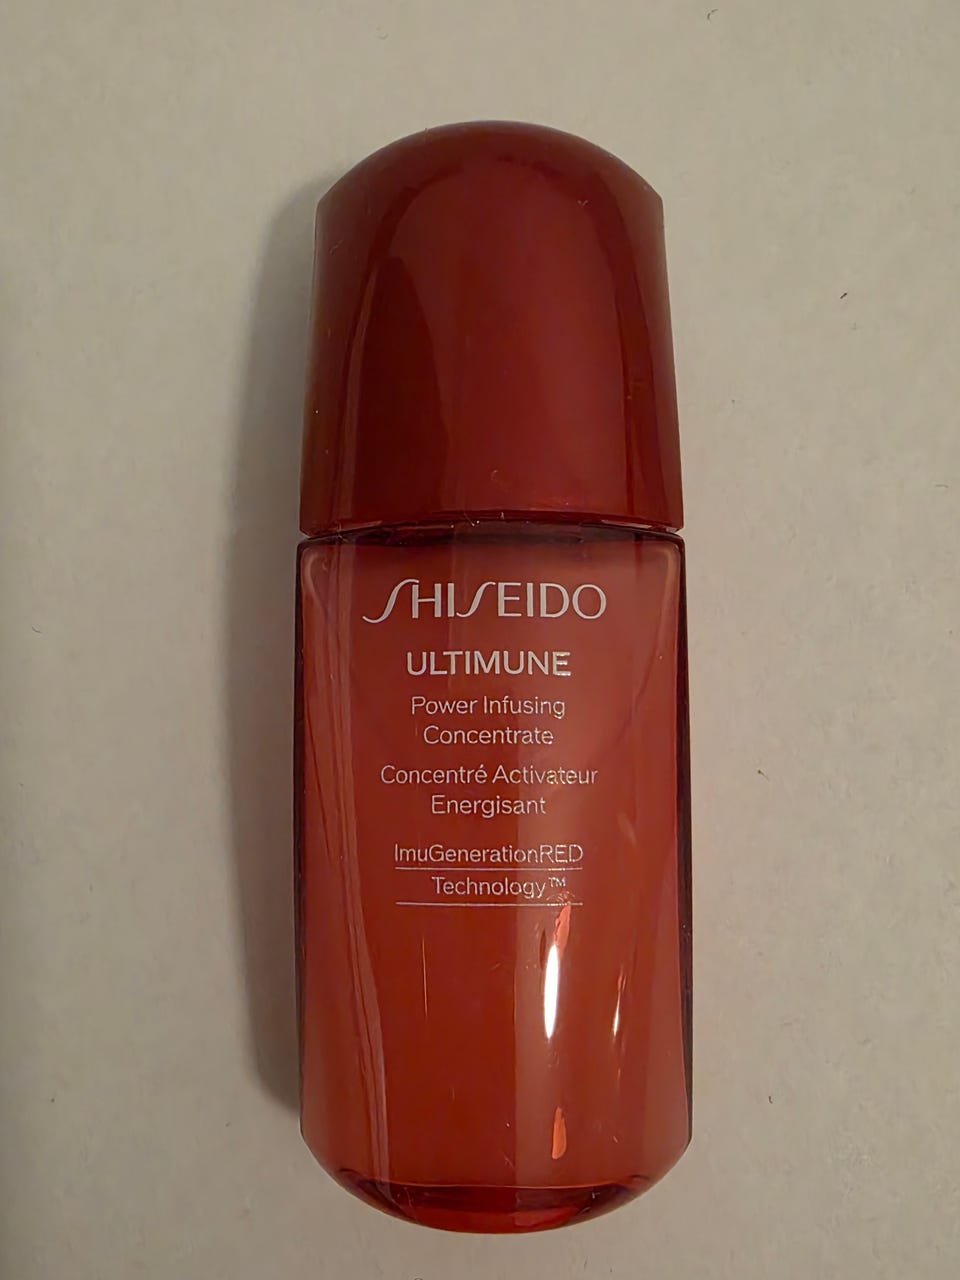 SHISEIDO
ULTIMUNE
Power Infusing
Concentrate
Concentré Activateur
Energisant
ImuGenerationRED
Technology™